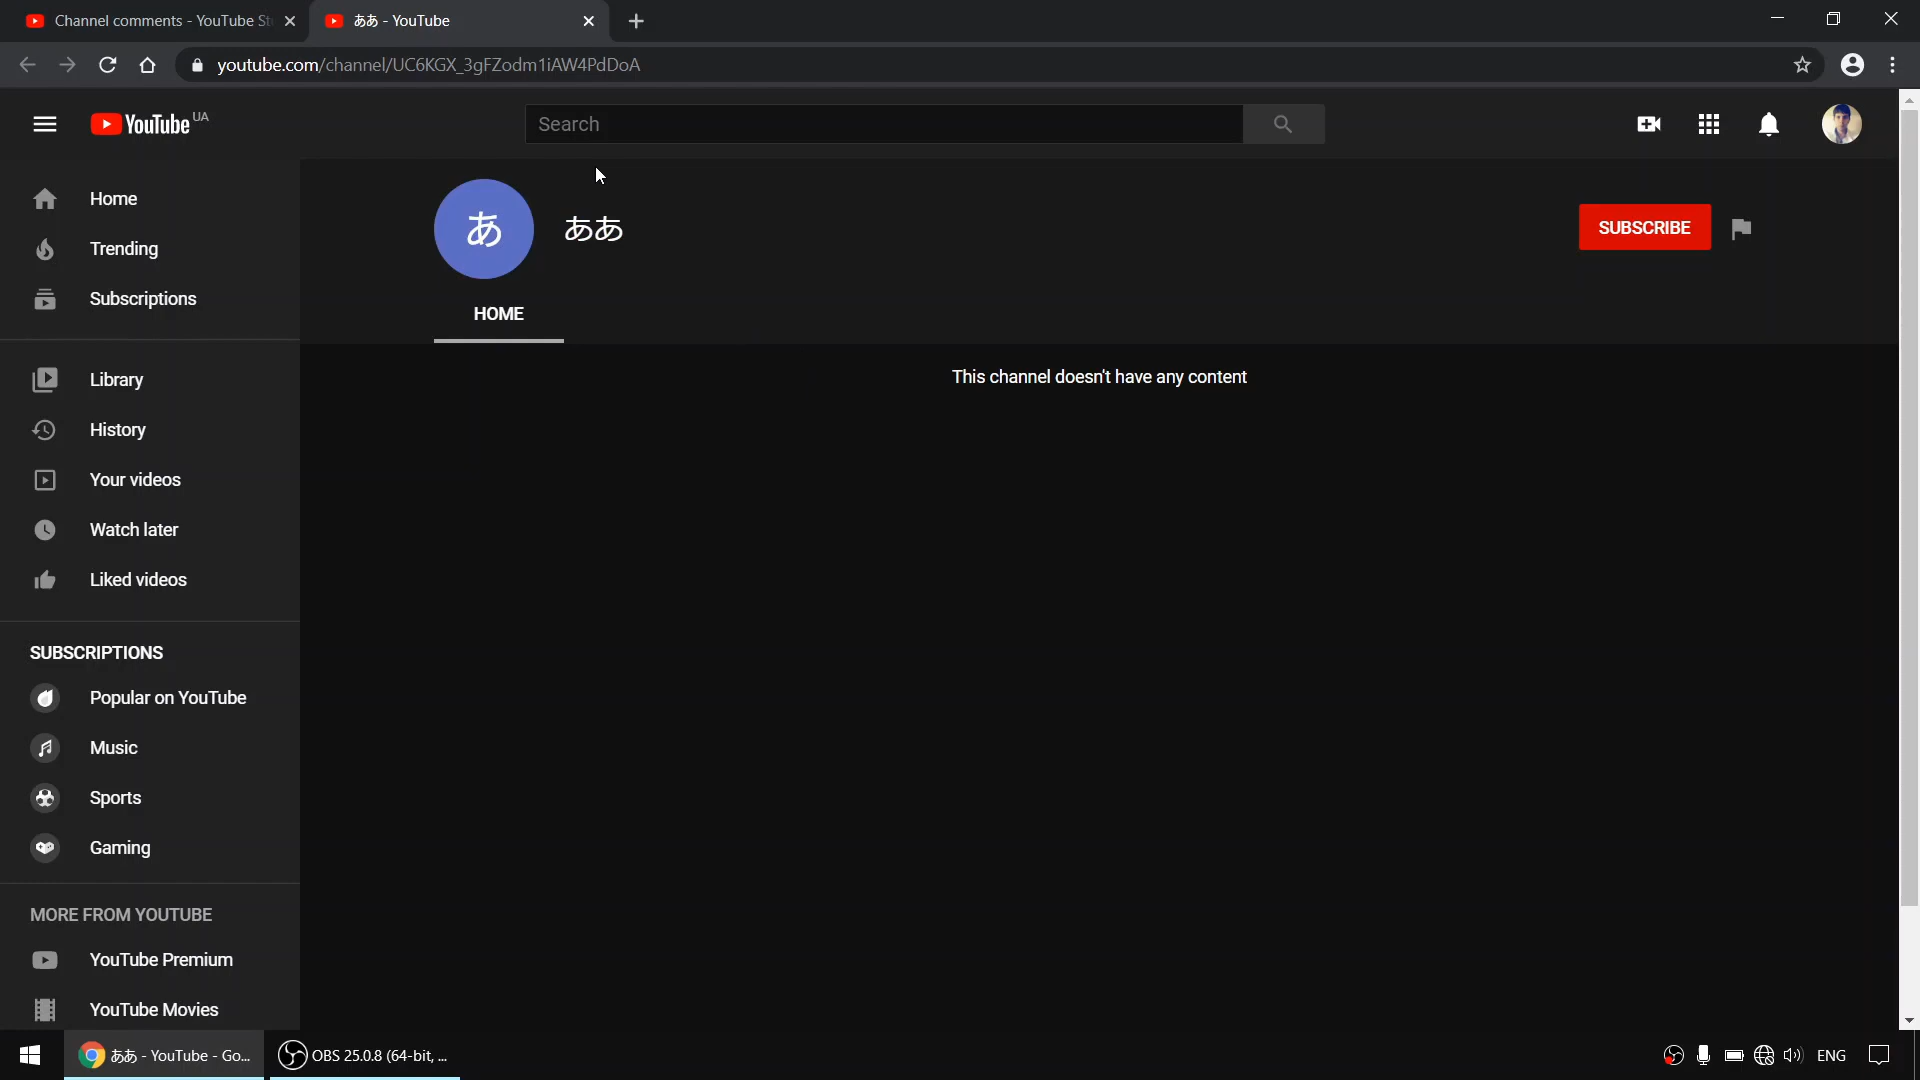 Channel comments - YouTube St
ああ - YouTube
youtube.com/channel/UC6KGX_3gFZodm1iAW4PdDoA
YouTube UA
Search
Home
Trending
Subscriptions
Library
History
Your videos
Watch later
Liked videos
SUBSCRIPTIONS
Popular on YouTube
Music
Sports
Gaming
MORE FROM YOUTUBE
YouTube Premium
YouTube Movies
あ
ああ
SUBSCRIBE
HOME
This channel doesn't have any content
ああ - YouTube - Go...
OBS 25.0.8 (64-bit, ...
ENG